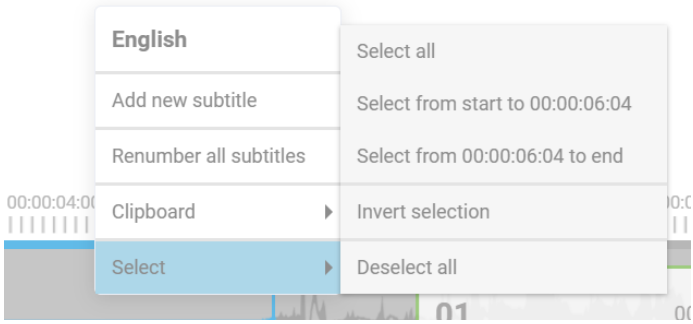 English
Add new subtitle
Renumber all subtitles
Clipboard
Select
Select all
Select from start to 00:00:06:04
Select from 00:00:06:04 to end
Invert selection
Deselect all
00:00:04:0
01